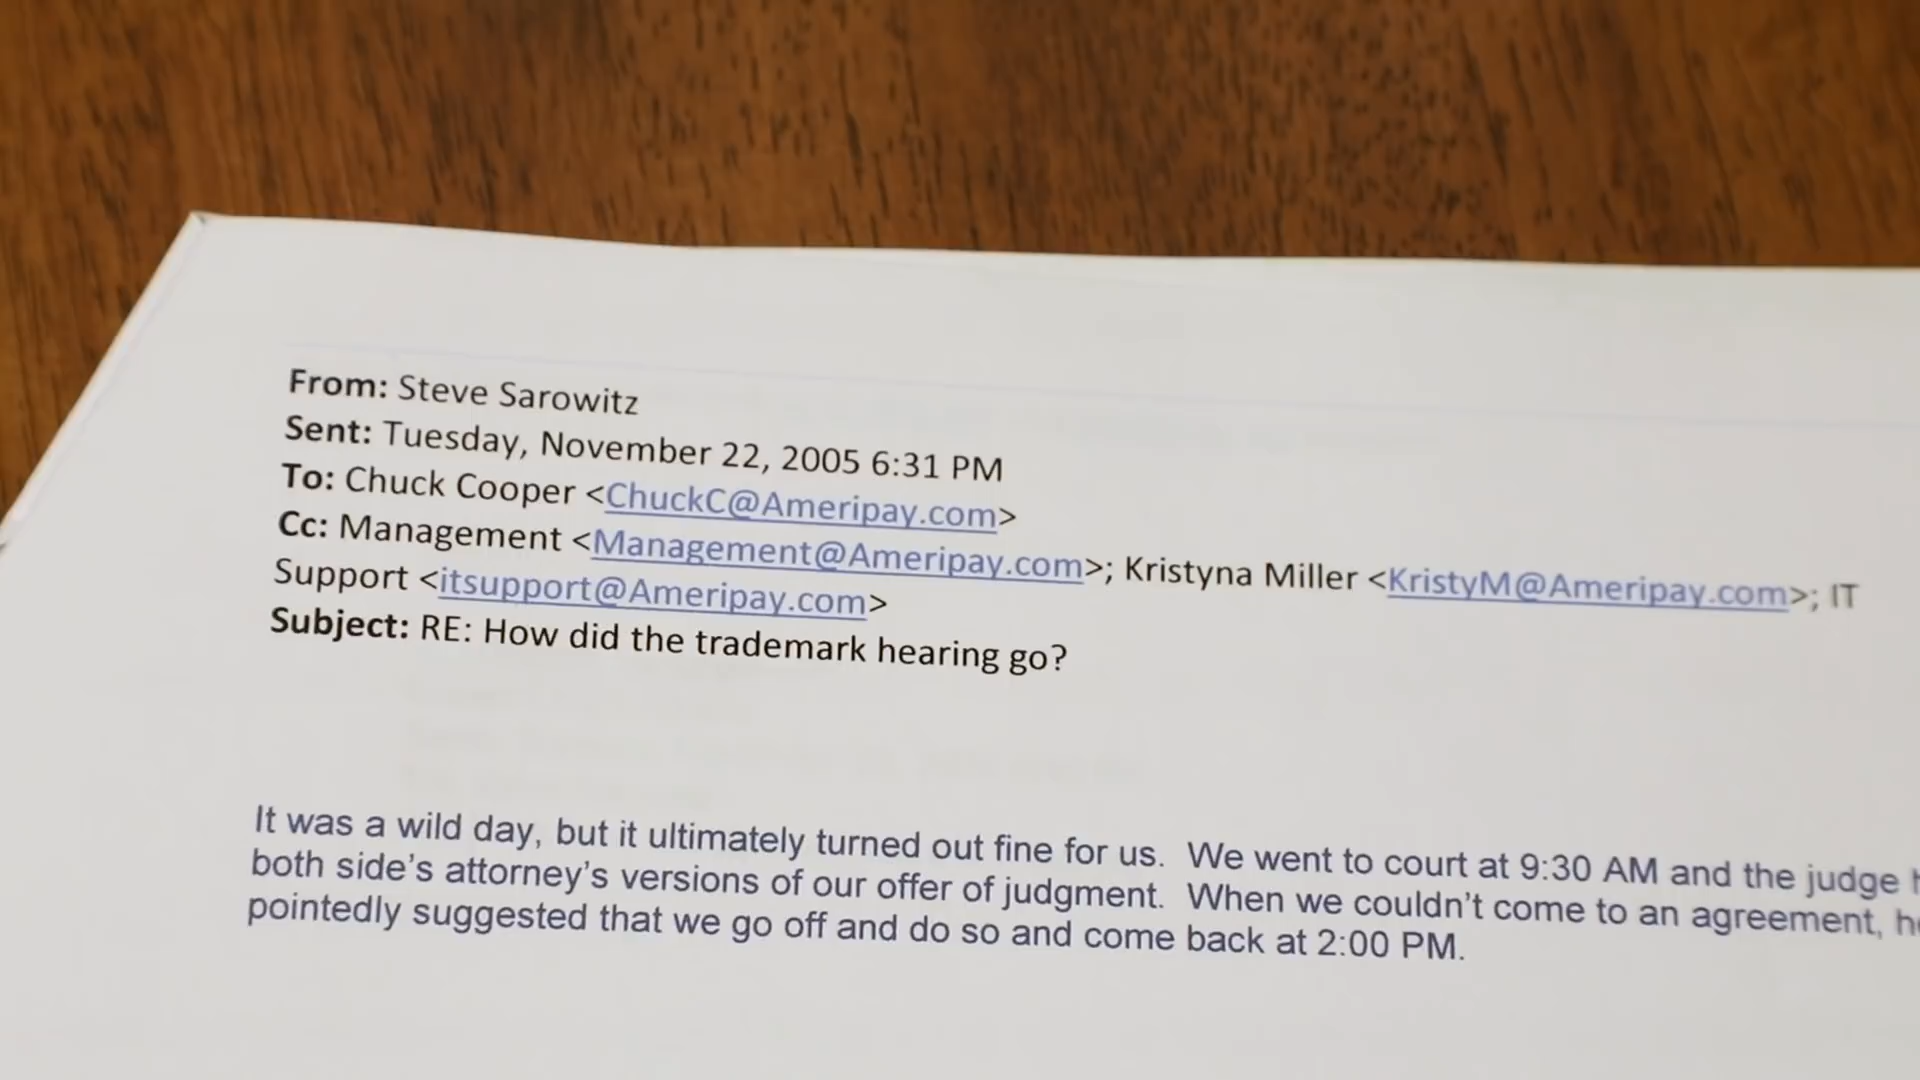 From: Steve Sarowitz
Sent: Tuesday, November 22, 2005 6:31 PM
To: Chuck Cooper <ChuckC@Ameripay.com>
Cc: Management <Management@Ameripay.com>; Kristyna Miller <KristyM@Ameripay.com>; IT
Support <itsupport@Ameripay.com>
Subject: RE: How did the trademark hearing go?
It was a wild day, but it ultimately turned out fine for us. We went to court at 9:30 AM and the judge
both side's attorney's versions of our offer of judgment. When we couldn't come to an agreement,
pointedly suggested that we go off and do so and come back at 2:00 PM.